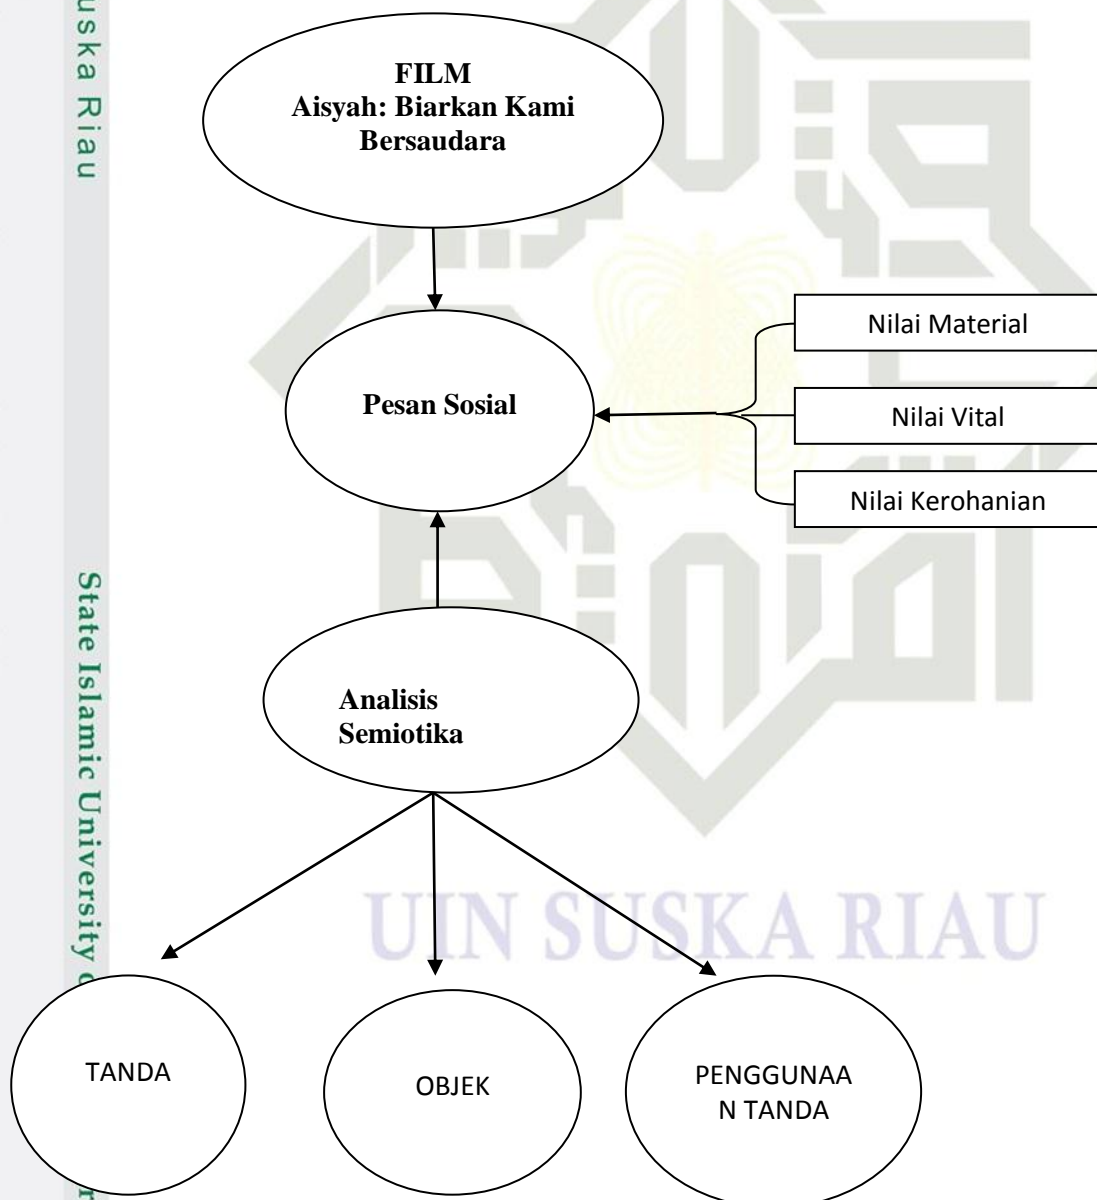 uska Riau
State Islamic University
FILM
Aisyah: Biarkan Kami
Bersaudara
Pesan Sosial
Nilai Material
Nilai Vital
Nilai Kerohanian
Analisis
Semiotika
UIN SUSKA RIAU
TANDA
OBJEK
PENGGUNAA
N TANDA